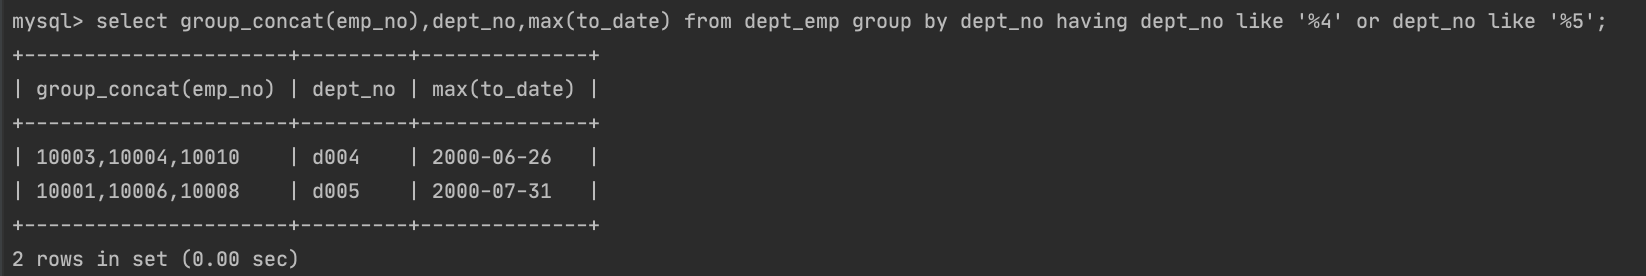 mysql> select group_concat(emp_no),dept_no,max(to_date) from dept_emp group by dept_no having dept_no like '%4' or dept_no like '%5';
+----------------------+---------+--------------+
| group_concat(emp_no) | dept_no | max(to_date) |
+----------------------+---------+--------------+
| 10003,10004,10010    | d004    | 2000-06-26   |
| 10001,10006,10008    | d005    | 2000-07-31   |
+----------------------+---------+--------------+
2 rows in set (0.00 sec)